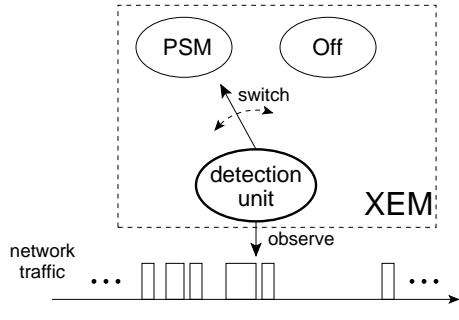 PSM
Off
switch
detection
unit
XEM
observe
network
traffic
•••
•••